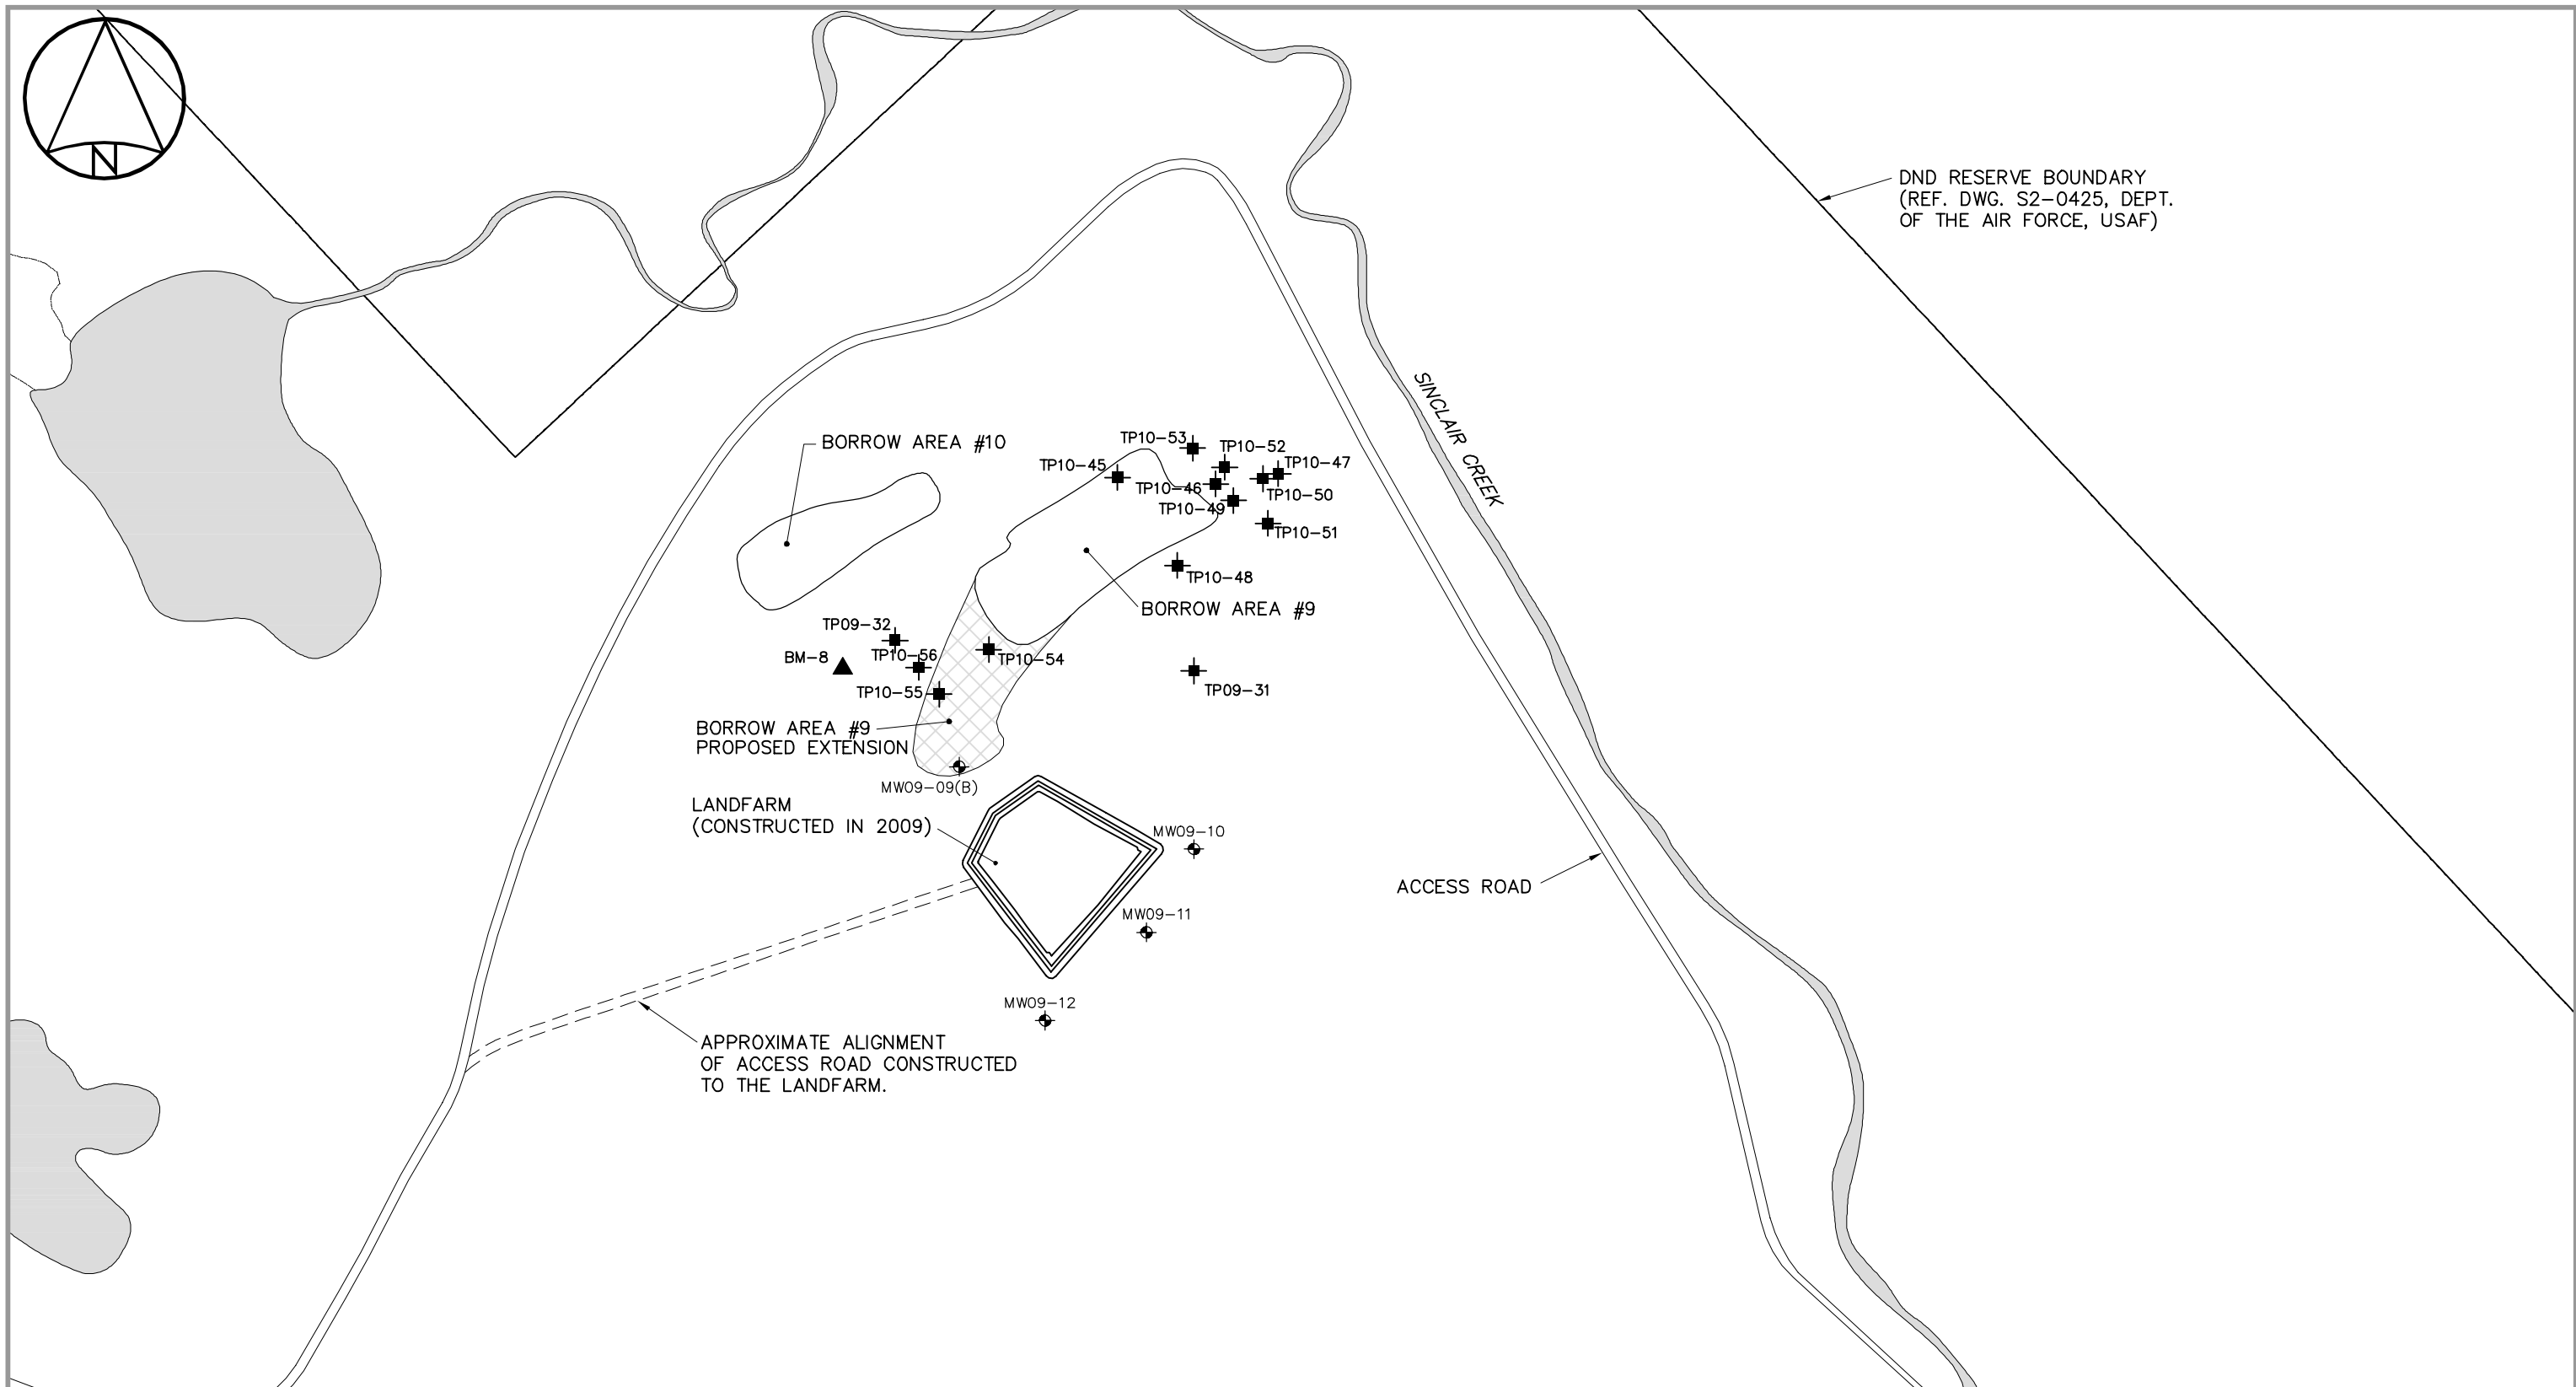 N
DND RESERVE BOUNDARY
(REF. DWG. S2-0425, DEPT.
OF THE AIR FORCE, USAF)
SINCLAIR CREEK
BORROW AREA #10
TP10-53
TP10-52
TP10-45
TP10-47
TP10-46
TP10-50
TP10-49
TP10-51
TP10-48
BORROW AREA #9
TP09-32
BM-8
TP10-56
TP10-54
TP10-55
TP09-31
BORROW AREA #9
PROPOSED EXTENSION
MW09-09(B)
LANDFARM
(CONSTRUCTED IN 2009)
MW09-10
ACCESS ROAD
MW09-11
MW09-12
APPROXIMATE ALIGNMENT
OF ACCESS ROAD CONSTRUCTED
TO THE LANDFARM.